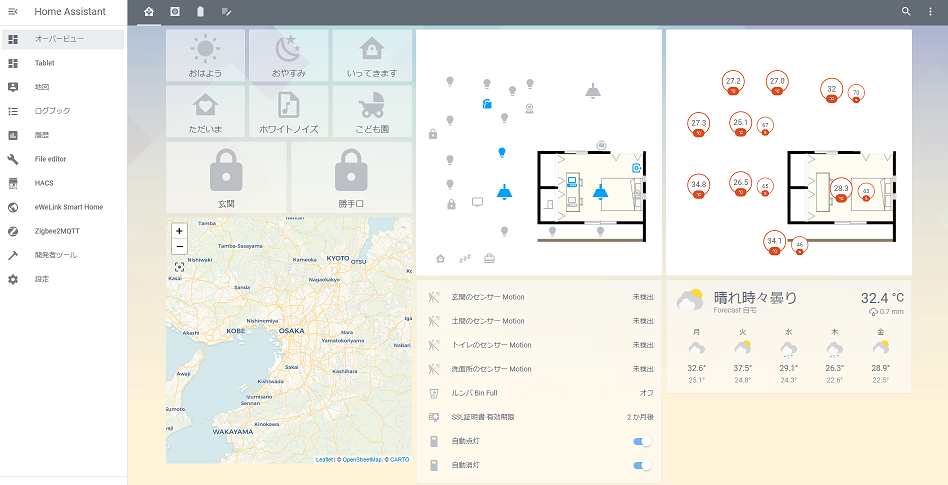 Home Assistant
オーバービュー
Tablet
地図
ログブック
履歴
File editor
HACS
eWeLink Smart Home
Zigbee2MQTT
開発者ツール
設定
おはよう
おやすみ
いってきます
ただいま
ホワイトノイズ
こども園
玄関
勝手口
+
−
Tamba
Tamba-Sasayama
Kameoka
KYOTO
OTSU
Nishiwaki
Nagaokakyo
Kasai
Sanda
Nishinomiya
Akashi
KOBE
OSAKA
Nara
Yamatokoriyama
Iga
Sakai
Nabari
Kashihara
Kishiwada
Izumisano
Sumoto
Sennan
Awaji
WAKAYAMA
Leaflet | © OpenStreetMap, © CARTO
27.2
°C
27.0
°C
32
°C
70
%
27.3
°C
25.1
°C
67
%
34.8
°C
26.5
°C
65
%
28.3
°C
63
%
34.1
°C
46
%
玄関のセンサー Motion 未検出
土間のセンサー Motion 未検出
トイレのセンサー Motion 未検出
洗面所のセンサー Motion 未検出
ルンバ Bin Full オフ
SSL証明書 有効期限 2 か月後
自動点灯
自動消灯
晴れ時々曇り 32.4 °C
Forecast 自宅 0.7 mm
月 火 水 木 金
32.6° 37.5° 29.1° 26.3° 28.9°
25.1° 24.8° 24.3° 22.6° 22.5°